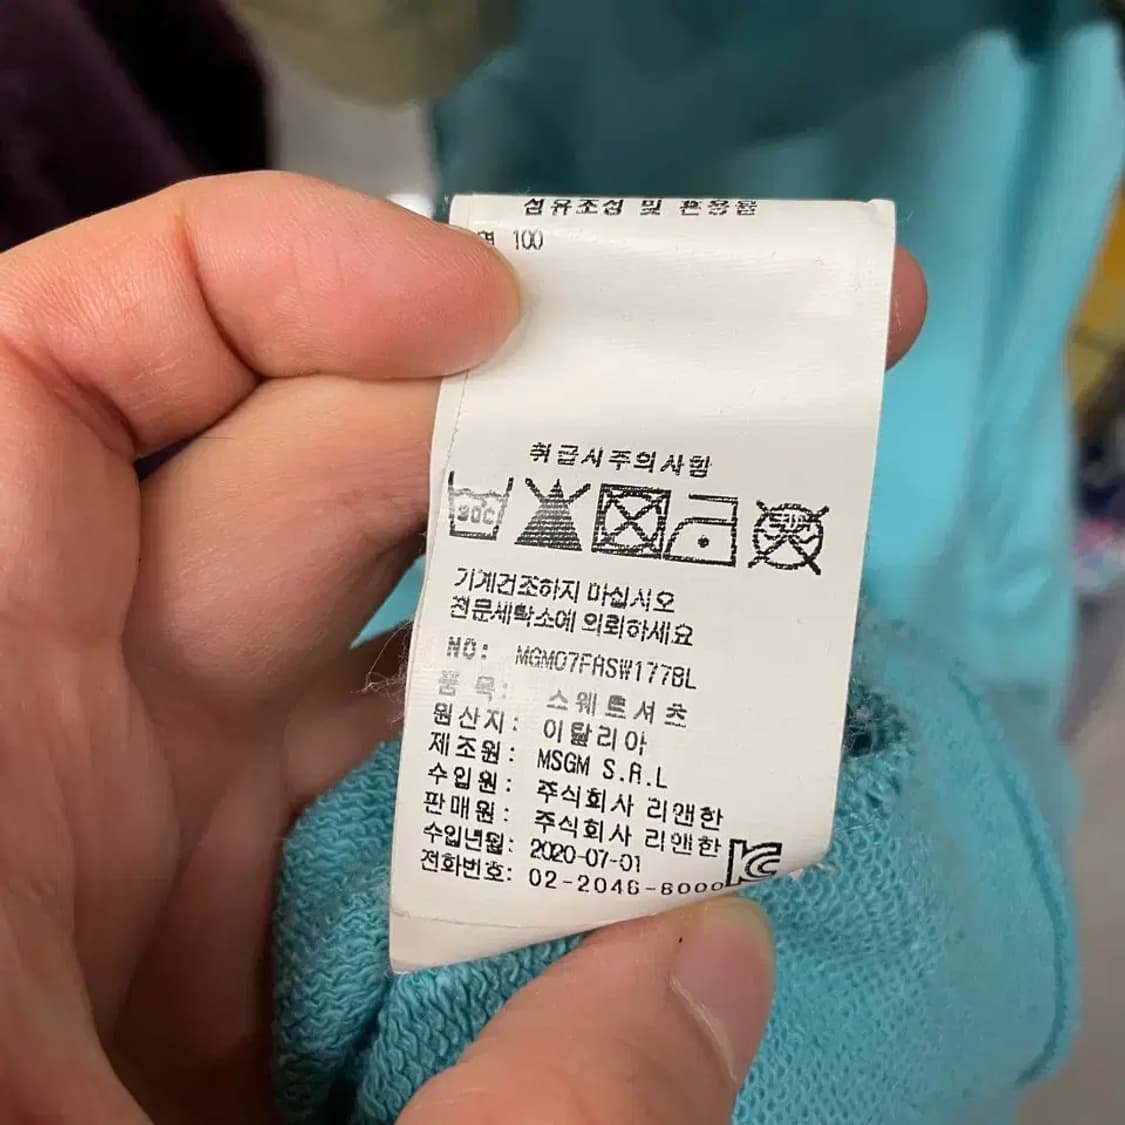 섬유조성 및 혼용율
면 100
취급시주의사항
30C
기계건조하지 마십시오
전문세탁소에 의뢰하세요
NO: MGM07FASW177BL
품 목: 스웨트셔츠
원산지: 이탈리아
제조원: MSGM S.R.L
수입원: 주식회사 리앤한
판매원: 주식회사 리앤한
수입년월: 2020-07-01
전화번호: 02-2046-6000